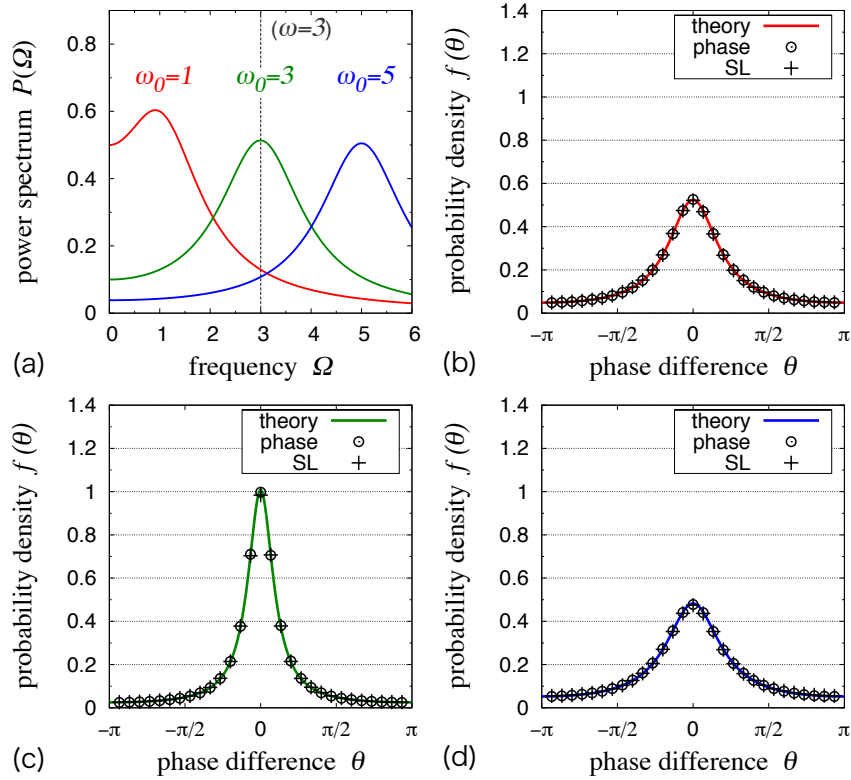 (ω=3)
ω0=1
ω0=3
ω0=5
power spectrum P(Ω)
0.8
0.6
0.4
0.2
0
0 1 2 3 4 5 6
frequency Ω
(a)
theory
phase
SL
probability density f (θ)
1.4
1.2
1
0.8
0.6
0.4
0.2
0
−π −π/2 0 π/2 π
phase difference θ
(b)
theory
phase
SL
probability density f (θ)
1.4
1.2
1
0.8
0.6
0.4
0.2
0
−π −π/2 0 π/2 π
phase difference θ
(c)
theory
phase
SL
probability density f (θ)
1.4
1.2
1
0.8
0.6
0.4
0.2
0
−π −π/2 0 π/2 π
phase difference θ
(d)